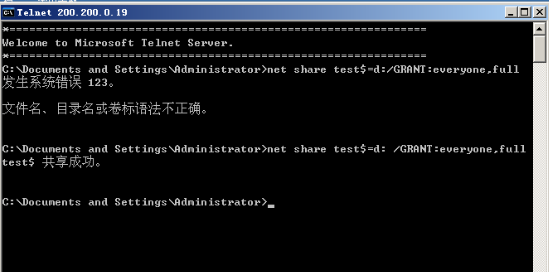 Telnet 200.200.0.19
*===============================================================
Welcome to Microsoft Telnet Server.
*===============================================================
C:\Documents and Settings\Administrator>net share test$=d:/GRANT:everyone,full
发生系统错误 123。
文件名、目录名或卷标语法不正确。
C:\Documents and Settings\Administrator>net share test$=d: /GRANT:everyone,full
test$ 共享成功。
C:\Documents and Settings\Administrator>_